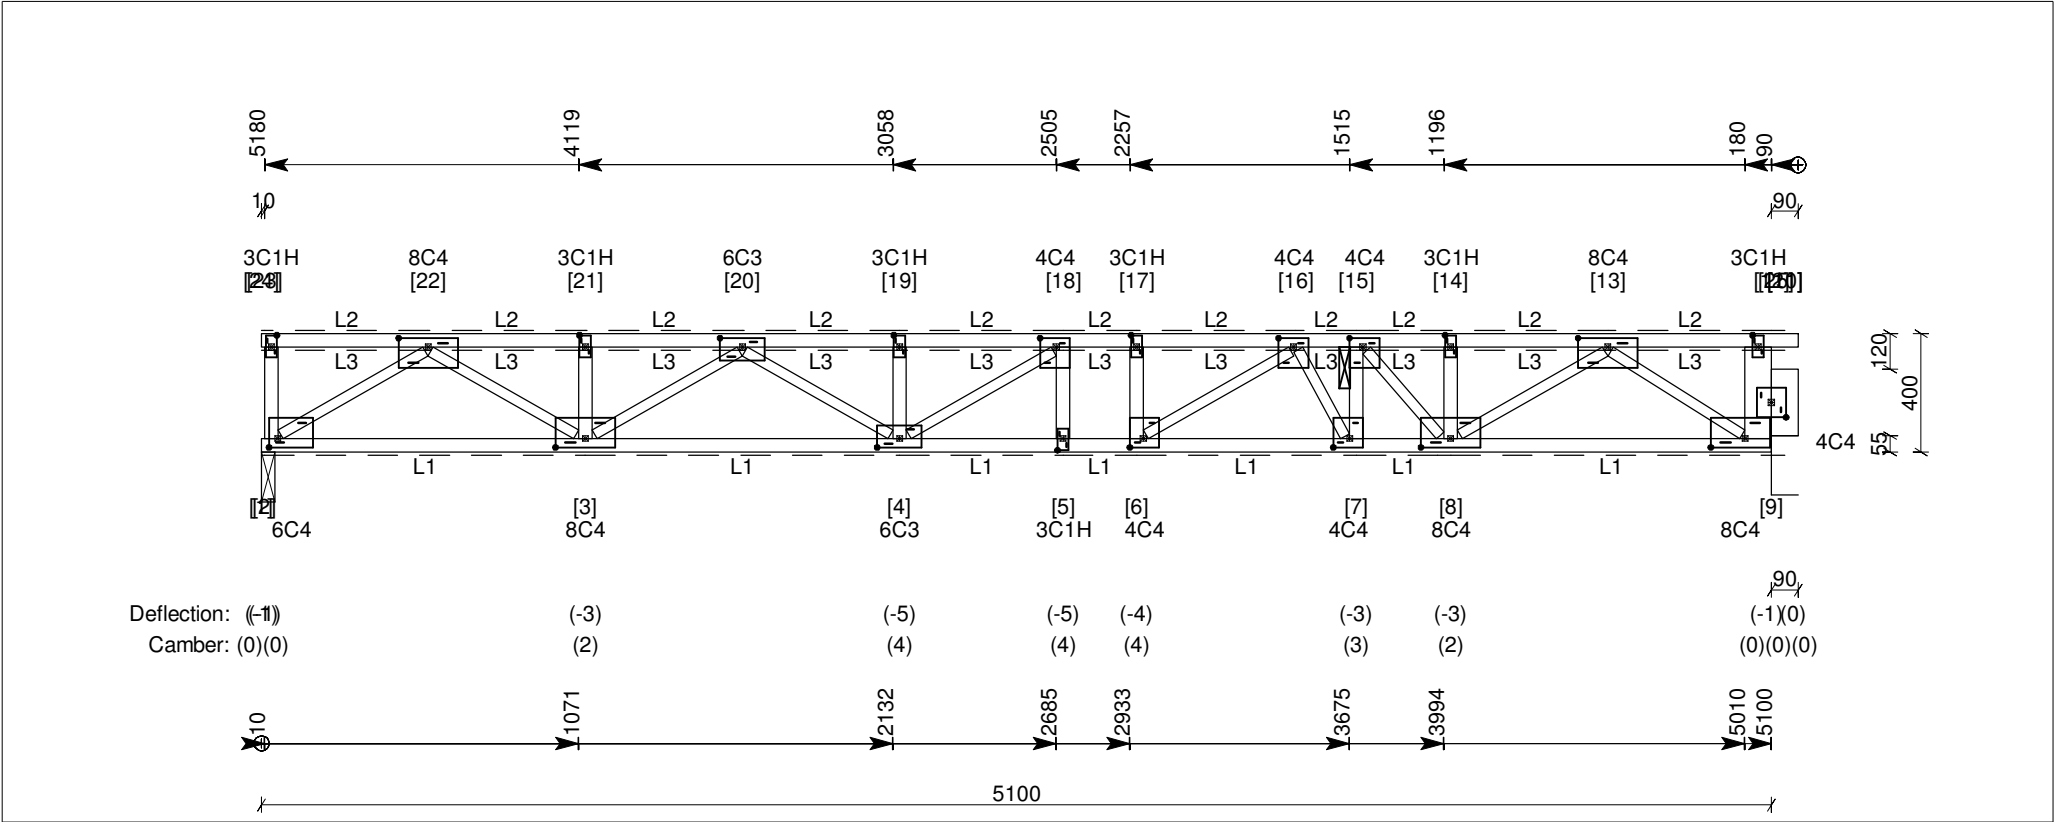 5180 4119 3058 2505 2257 1515 1196 180 90
10 90
3C1H 8C4 3C1H 6C3 3C1H 4C4 3C1H 4C4 4C4 3C1H 8C4 3C1H
[22] [21] [20] [19] [18] [17] [16] [15] [14] [13]
L2 L2 L2 L2 L2 L2 L2 L2 L2 L2 L2
L3 L3 L3 L3 L3 L3 L3 L3 L3
120
400
55
4C4
L1 L1 L1 L1 L1 L1 L1
[3] [4] [5] [6] [7] [8] [9]
6C4 8C4 6C3 3C1H 4C4 4C4 8C4 8C4
90
Deflection: (-3) (-5) (-5) (-4) (-3) (-3) (-1) (0)
Camber: (0)(0) (2) (4) (4) (4) (3) (2) (0)(0)(0)
10 1071 2132 2685 2933 3675 3994 5010 5100
5100